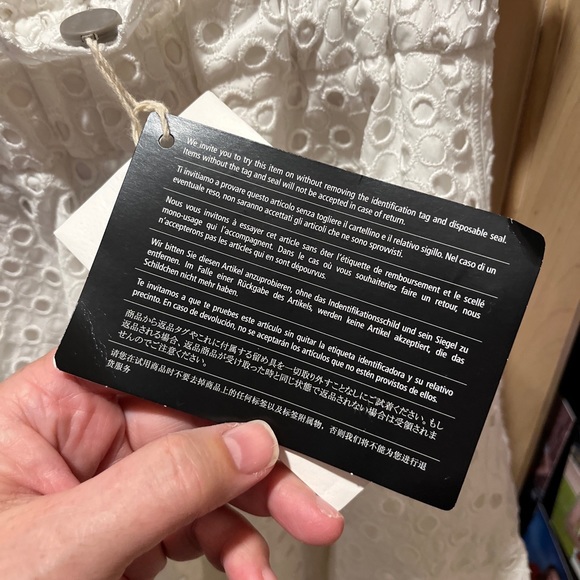 We invite you to try this item on without removing the identification tag and disposable seal.
Items without the tag and seal will not be accepted in case of return.
Ti invitiamo a provare questo articolo senza togliere il cartellino e il relativo sigillo. Nel caso di un
eventuale reso, non saranno accettati gli articoli che ne sono sprovvisti.
Nous vous invitons à essayer cet article sans ôter l'étiquette de remboursement et le scellé
mono-usage qui l'accompagnent. Dans le cas où vous souhaiteriez faire un retour, nous
n'accepterons pas les articles qui en sont dépourvus.
Wir bitten Sie diesen Artikel anzuprobieren, ohne das Indentifikationsschild und sein Siegel zu
entfernen. Im Falle einer Rückgabe des Artikels, werden keine Artikel akzeptiert, die das
Schildchen nicht mehr haben.
Te invitamos a que te pruebes este artículo sin quitar la etiqueta identificadora y su relativo
precinto. En caso de devolución, no se aceptarán los artículos que no estén provistos de ellos.
商品から返品タグやこれに付属する留め具を一切取り外すことなしにご試着ください。もし
返品される場合、返品商品が受け取った時と同じ状態で返品されない場合は受領されま
せんのでご注意ください。
请您在试用商品时不要去掉商品上的任何标签以及标签附属物，否则我们将不能为您进行退
货服务